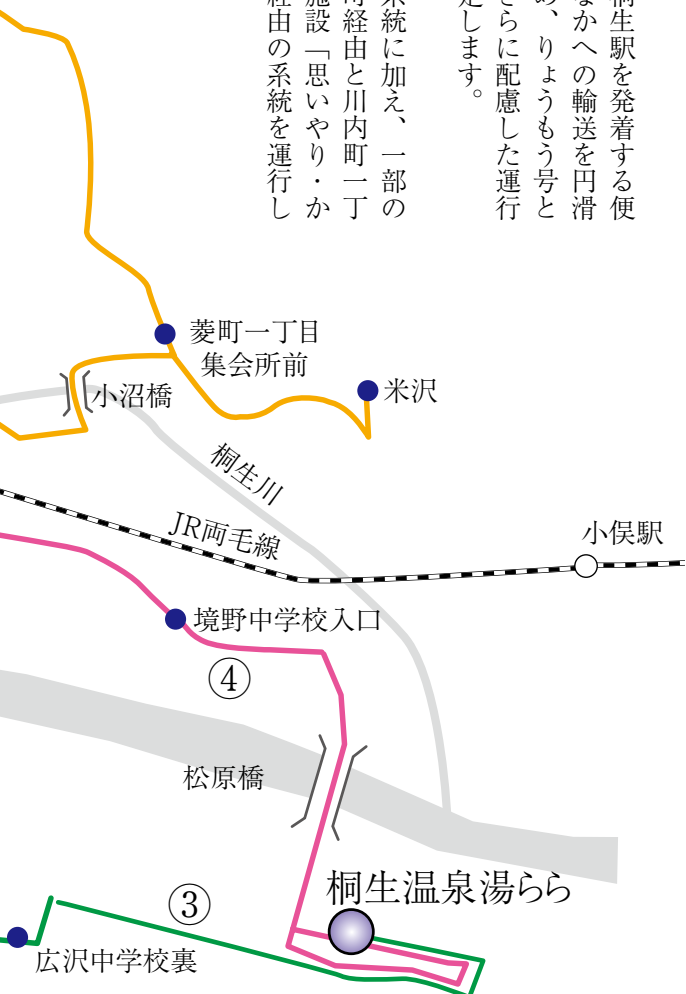 桐生駅を発着する便
なかへの輸送を円滑
め、りょうもう号と
さらに配慮した運行
定します。
系統に加え、一部の
町経由と川内町一丁
施設「思いやり・か
経由の系統を運行し
菱町一丁目
集会所前
小沼橋
米沢
桐生川
JR両毛線
小俣駅
境野中学校入口
④
松原橋
桐生温泉湯らら
③
広沢中学校裏